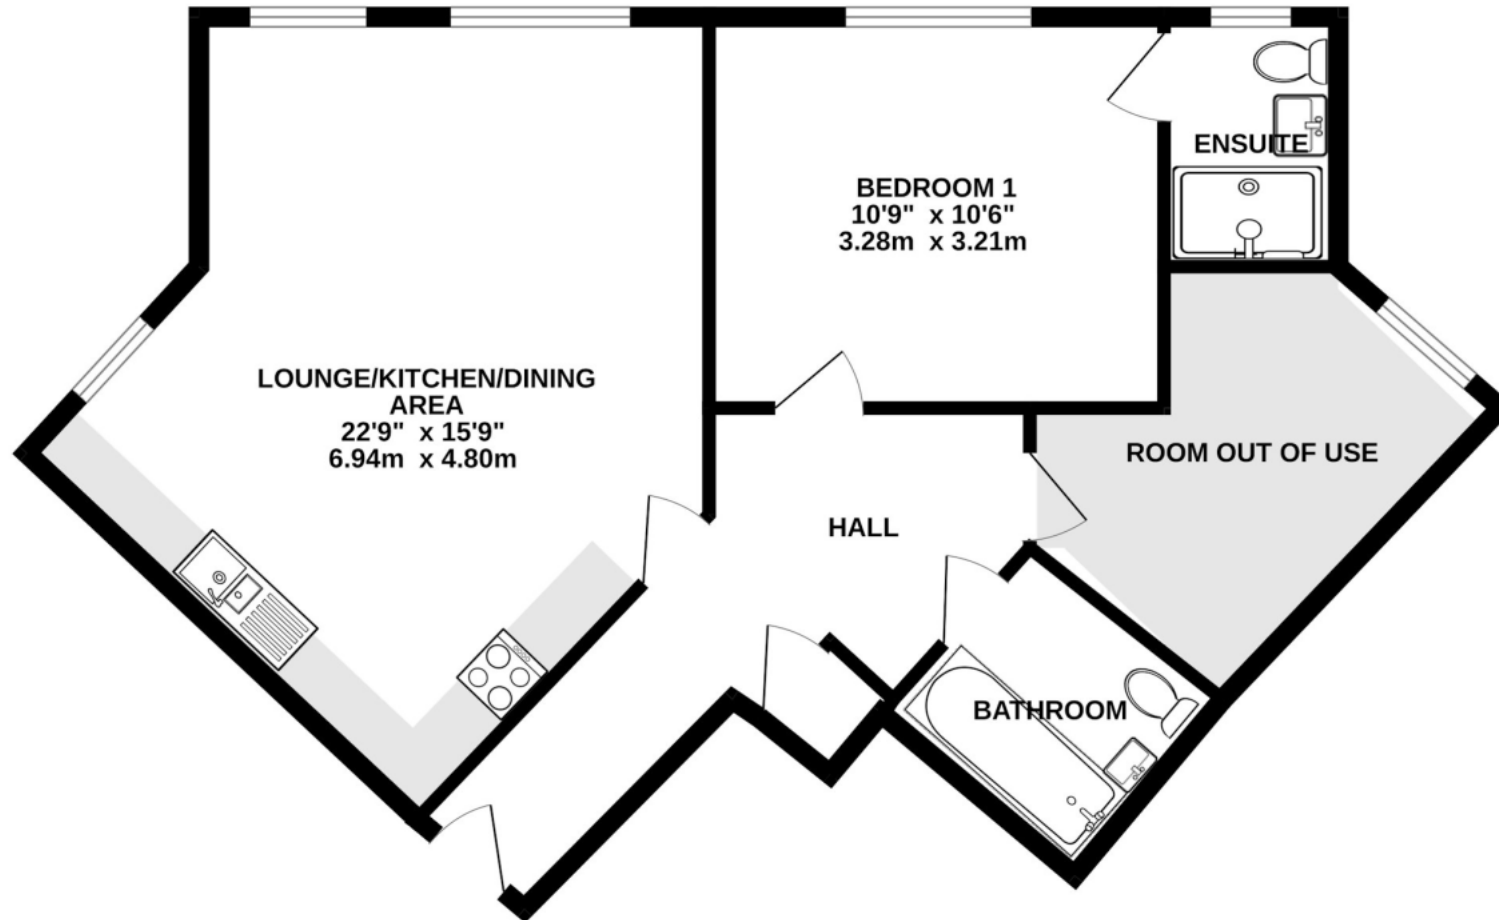 ENSUITE
BEDROOM 1
10'9" x 10'6"
3.28m x 3.21m
LOUNGE/KITCHEN/DINING
AREA
22'9" x 15'9"
6.94m x 4.80m
ROOM OUT OF USE
HALL
BATHROOM